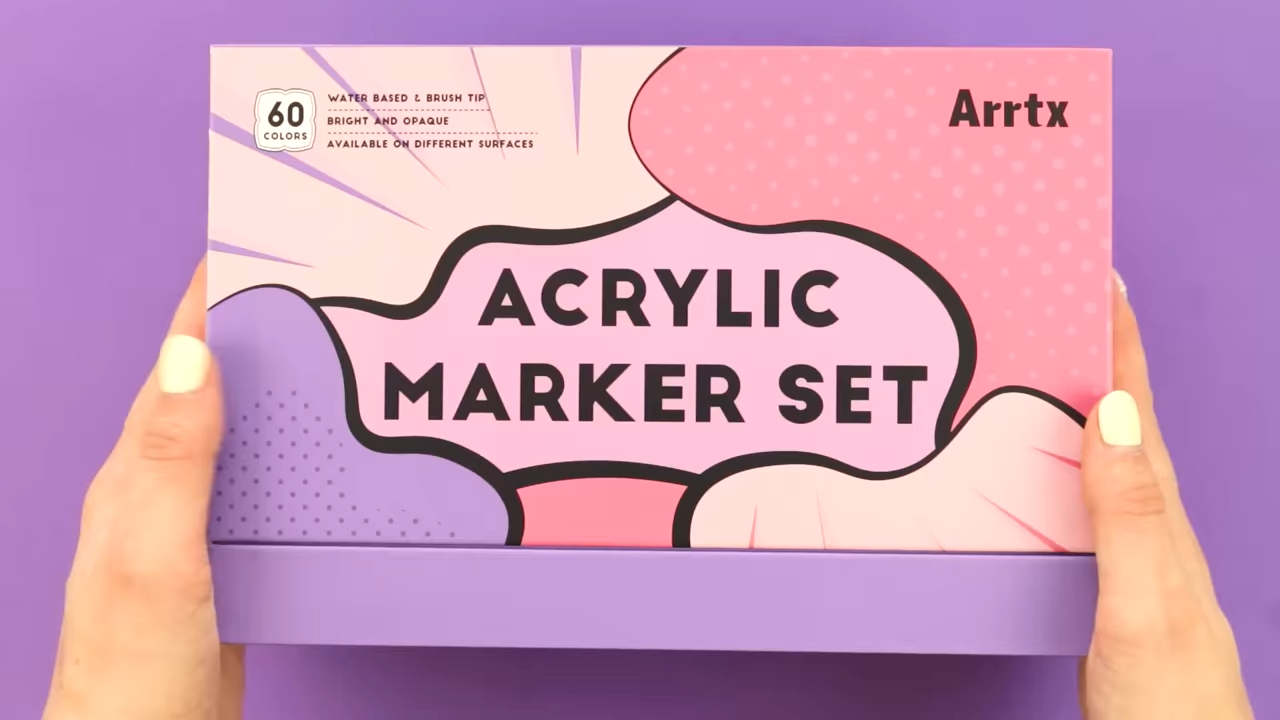 60
COLORS
WATER BASED & BRUSH TIP
BRIGHT AND OPAQUE
AVAILABLE ON DIFFERENT SURFACES
Arrtx
ACRYLIC
MARKER SET